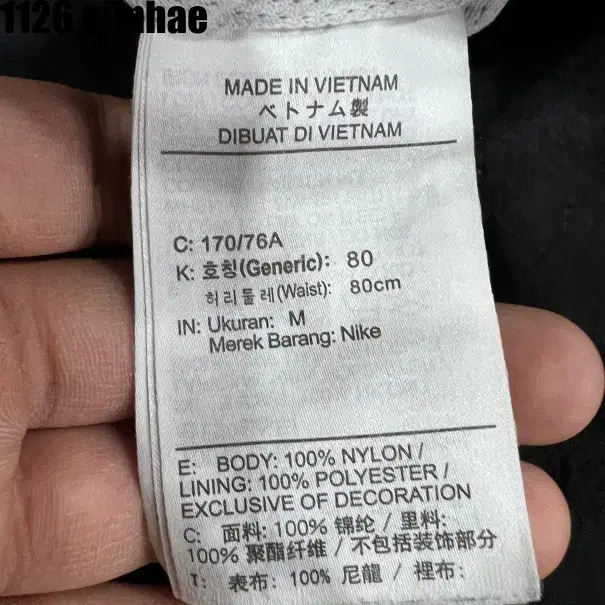 1126.gimhae
MADE IN VIETNAM
ベトナム製
DIBUAT DI VIETNAM
C: 170/76A
K: 호칭(Generic): 80
허리둘레(Waist): 80cm
IN: Ukuran: M
Merek Barang: Nike
E: BODY: 100% NYLON /
LINING: 100% POLYESTER /
EXCLUSIVE OF DECORATION
C: 面料: 100% 锦纶 / 里料:
100% 聚酯纤维 / 不包括装饰部分
T: 表布: 100% 尼龍 / 裡布: